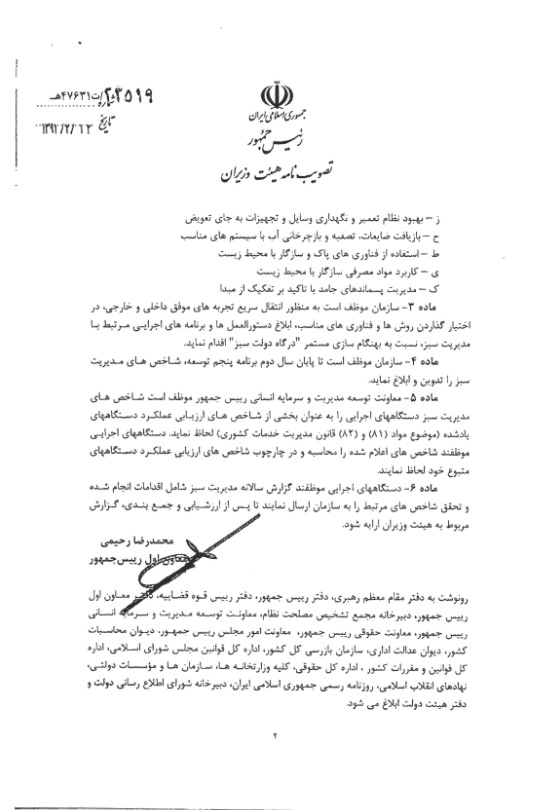 شماره ۲۳۵۱۹/ت۴۷۶۳۱هـ
جمهوری اسلامی ایران
تاریخ ۱۳۹۲/۲/۲۳
رئیس جمهور
تصویب نامه هیئت وزیران
ز – بهبود نظام تعمیر و نگهداری وسایل و تجهیزات به جای تعویض
ح – بازیافت ضایعات، تصفیه و بازچرخانی آب با سیستم های مناسب
ط – استفاده از فناوری های پاک و سازگار با محیط زیست
ی – کاربرد مواد مصرفی سازگار با محیط زیست
ک – مدیریت پسماندهای جامد با تاکید بر تفکیک از مبدا
ماده ۳- سازمان موظف است به منظور انتقال سریع تجربه های موفق داخلی و خارجی، در
اختیار گذاردن روش ها و فناوری های مناسب، ابلاغ دستورالعمل ها و برنامه های اجرایی مرتبط با
مدیریت سبز، نسبت به بهنگام سازی مستمر "درگاه دولت سبز" اقدام نماید.
ماده ۴- سازمان موظف است تا پایان سال دوم برنامه پنجم توسعه، شاخص های مدیریت
سبز را تدوین و ابلاغ نماید.
ماده ۵- معاونت توسعه مدیریت و سرمایه انسانی رییس جمهور موظف است شاخص های
مدیریت سبز دستگاههای اجرایی را به عنوان بخشی از شاخص های ارزیابی عملکرد دستگاههای
یادشده (موضوع مواد (۸۱) و (۸۲) قانون مدیریت خدمات کشوری) لحاظ نماید. دستگاههای اجرایی
موظفند شاخص های اعلام شده را محاسبه و در چارچوب شاخص های ارزیابی عملکرد دستگاههای
متبوع خود لحاظ نمایند.
ماده ۶- دستگاههای اجرایی موظفند گزارش سالانه مدیریت سبز شامل اقدامات انجام شده
و تحقق شاخص های مرتبط را به سازمان ارسال نمایند تا پس از ارزشیابی و جمع بندی، گزارش
مربوط به هیئت وزیران ارایه شود.
محمدرضا رحیمی
معاون اول رییس‌جمهور
رونوشت به دفتر مقام معظم رهبری، دفتر رییس جمهور، دفتر رییس قوه قضاییه، دفتر معاون اول
رییس جمهور، دبیرخانه مجمع تشخیص مصلحت نظام، معاونت توسعه مدیریت و سرمایه انسانی
رییس جمهور، معاونت حقوقی رییس جمهور، معاونت امور مجلس رییس جمهور، دیوان محاسبات
کشور، دیوان عدالت اداری، سازمان بازرسی کل کشور، اداره کل قوانین مجلس شورای اسلامی، اداره
کل قوانین و مقررات کشور ، اداره کل حقوقی، کلیه وزارتخانه ها، سازمان ها و مؤسسات دولتی،
نهادهای انقلاب اسلامی، روزنامه رسمی جمهوری اسلامی ایران، دبیرخانه شورای اطلاع رسانی دولت و
دفتر هیئت دولت ابلاغ می شود.
۲